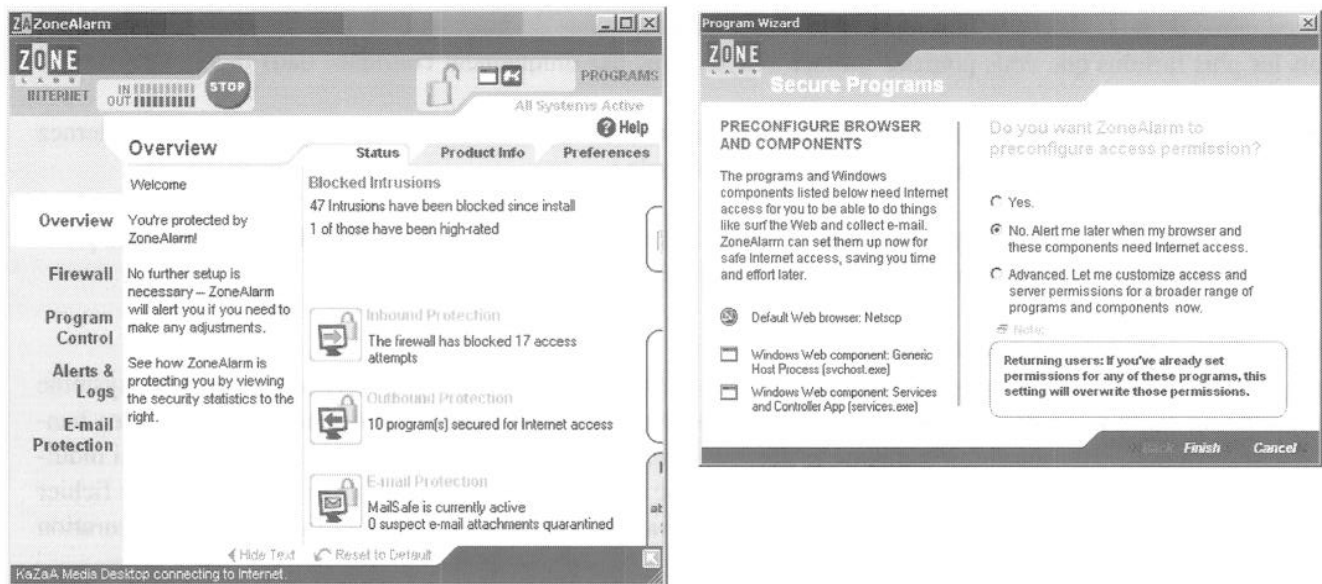 ZAZoneAlarm
ZONE
LABS
INTERNET
IN
OUT
STOP
PROGRAMS
All Systems Active
Help
Overview
Status
Product Info
Preferences
Overview
Firewall
Program
Control
Alerts &
Logs
E-mail
Protection
Welcome
You're protected by
ZoneAlarm!
No further setup is
necessary – ZoneAlarm
will alert you if you need to
make any adjustments.
See how ZoneAlarm is
protecting you by viewing
the security statistics to the
right.
Blocked Intrusions
47 Intrusions have been blocked since install
1 of those have been high-rated
Inbound Protection
The firewall has blocked 17 access
attempts
Outbound Protection
10 program(s) secured for Internet access
E-mail Protection
MailSafe is currently active
0 suspect e-mail attachments quarantined
Hide Text
Reset to Default
KaZaA Media Desktop connecting to Internet.
Program Wizard
ZONE
LABS
Secure Programs
PRECONFIGURE BROWSER
AND COMPONENTS
The programs and Windows
components listed below need Internet
access for you to be able to do things
like surf the Web and collect e-mail.
ZoneAlarm can set them up now for
safe Internet access, saving you time
and effort later.
Default Web browser: Netscp
Windows Web component: Generic
Host Process (svchost.exe)
Windows Web component: Services
and Controller App (services.exe)
Do you want ZoneAlarm to
preconfigure access permission?
Yes.
No. Alert me later when my browser and
these components need Internet access.
Advanced. Let me customize access and
server permissions for a broader range of
programs and components now.
Note:
Returning users: If you've already set
permissions for any of these programs, this
setting will overwrite those permissions.
Back
Finish
Cancel